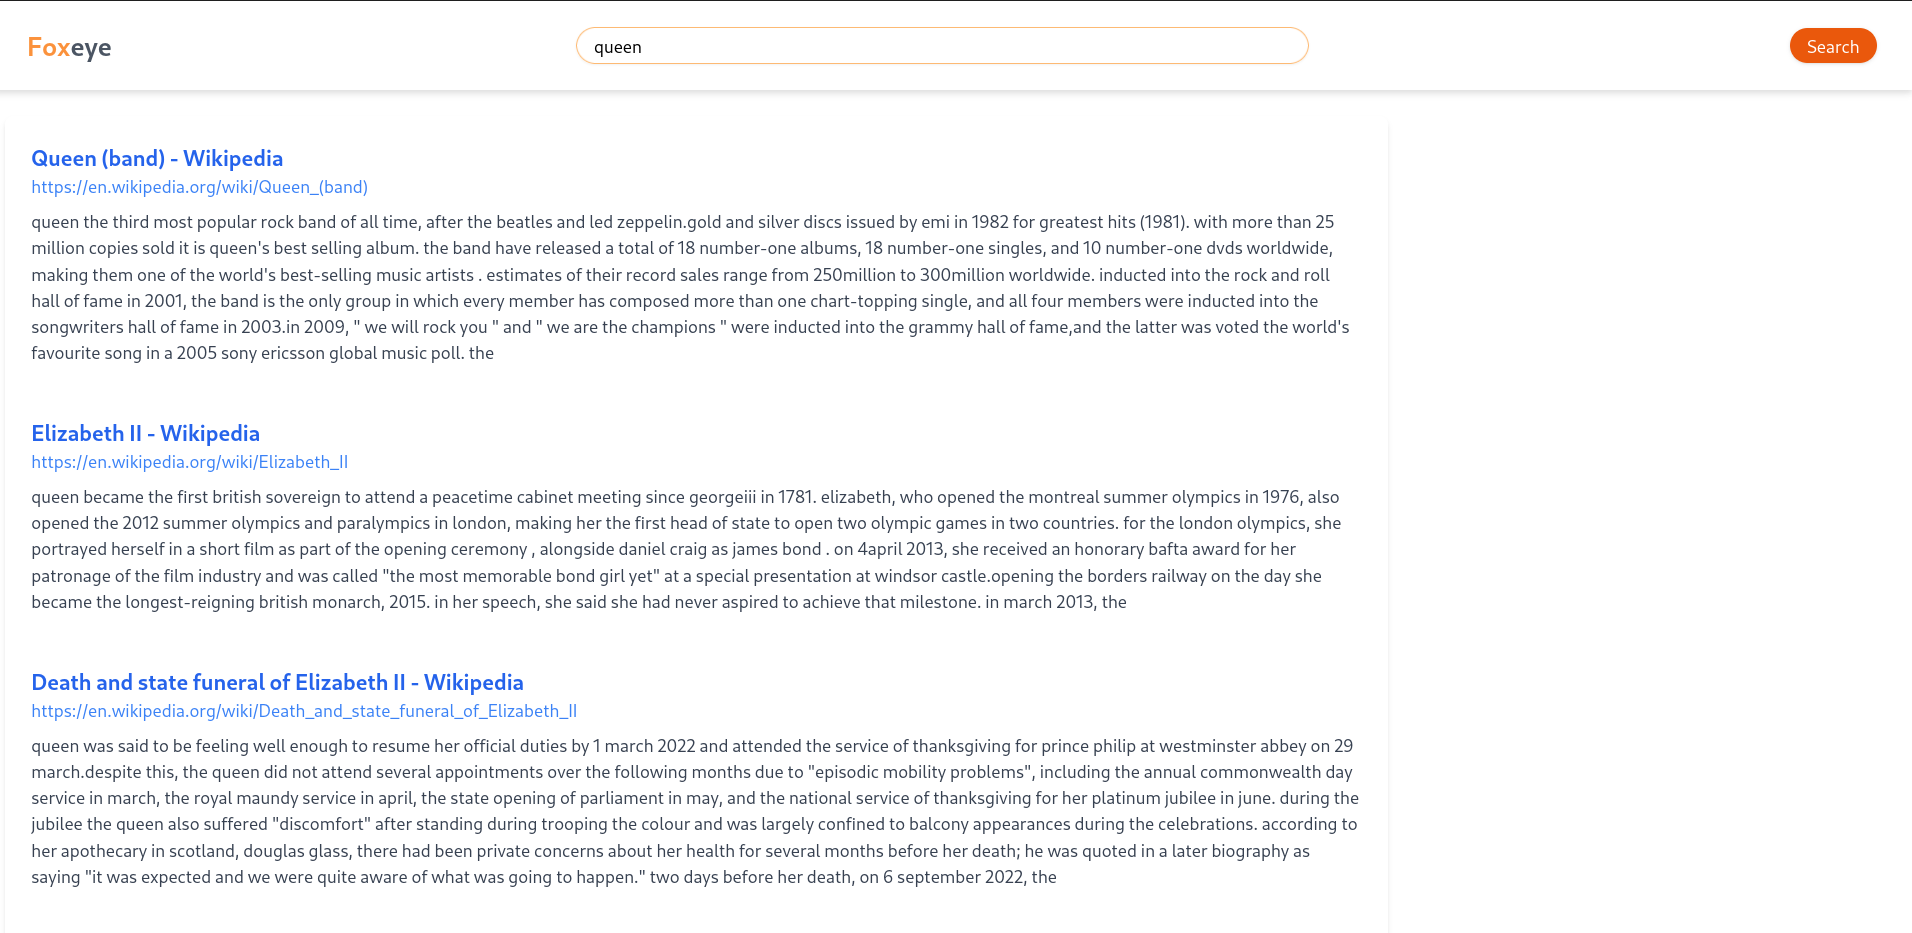 Foxeye
queen
Search
Queen (band) - Wikipedia
https://en.wikipedia.org/wiki/Queen_(band)
queen the third most popular rock band of all time, after the beatles and led zeppelin.gold and silver discs issued by emi in 1982 for greatest hits (1981). with more than 25
million copies sold it is queen's best selling album. the band have released a total of 18 number-one albums, 18 number-one singles, and 10 number-one dvds worldwide,
making them one of the world's best-selling music artists . estimates of their record sales range from 250million to 300million worldwide. inducted into the rock and roll
hall of fame in 2001, the band is the only group in which every member has composed more than one chart-topping single, and all four members were inducted into the
songwriters hall of fame in 2003.in 2009, " we will rock you " and " we are the champions " were inducted into the grammy hall of fame,and the latter was voted the world's
favourite song in a 2005 sony ericsson global music poll. the
Elizabeth II - Wikipedia
https://en.wikipedia.org/wiki/Elizabeth_II
queen became the first british sovereign to attend a peacetime cabinet meeting since georgeiii in 1781. elizabeth, who opened the montreal summer olympics in 1976, also
opened the 2012 summer olympics and paralympics in london, making her the first head of state to open two olympic games in two countries. for the london olympics, she
portrayed herself in a short film as part of the opening ceremony , alongside daniel craig as james bond . on 4april 2013, she received an honorary bafta award for her
patronage of the film industry and was called "the most memorable bond girl yet" at a special presentation at windsor castle.opening the borders railway on the day she
became the longest-reigning british monarch, 2015. in her speech, she said she had never aspired to achieve that milestone. in march 2013, the
Death and state funeral of Elizabeth II - Wikipedia
https://en.wikipedia.org/wiki/Death_and_state_funeral_of_Elizabeth_II
queen was said to be feeling well enough to resume her official duties by 1 march 2022 and attended the service of thanksgiving for prince philip at westminster abbey on 29
march.despite this, the queen did not attend several appointments over the following months due to "episodic mobility problems", including the annual commonwealth day
service in march, the royal maundy service in april, the state opening of parliament in may, and the national service of thanksgiving for her platinum jubilee in june. during the
jubilee the queen also suffered "discomfort" after standing during trooping the colour and was largely confined to balcony appearances during the celebrations. according to
her apothecary in scotland, douglas glass, there had been private concerns about her health for several months before her death; he was quoted in a later biography as
saying "it was expected and we were quite aware of what was going to happen." two days before her death, on 6 september 2022, the